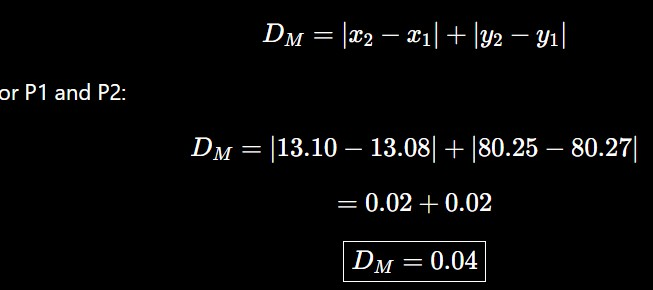 D_M = |x_2 − x_1| + |y_2 − y_1|
or P1 and P2:
D_M = |13.10 − 13.08| + |80.25 − 80.27|
= 0.02 + 0.02
D_M = 0.04